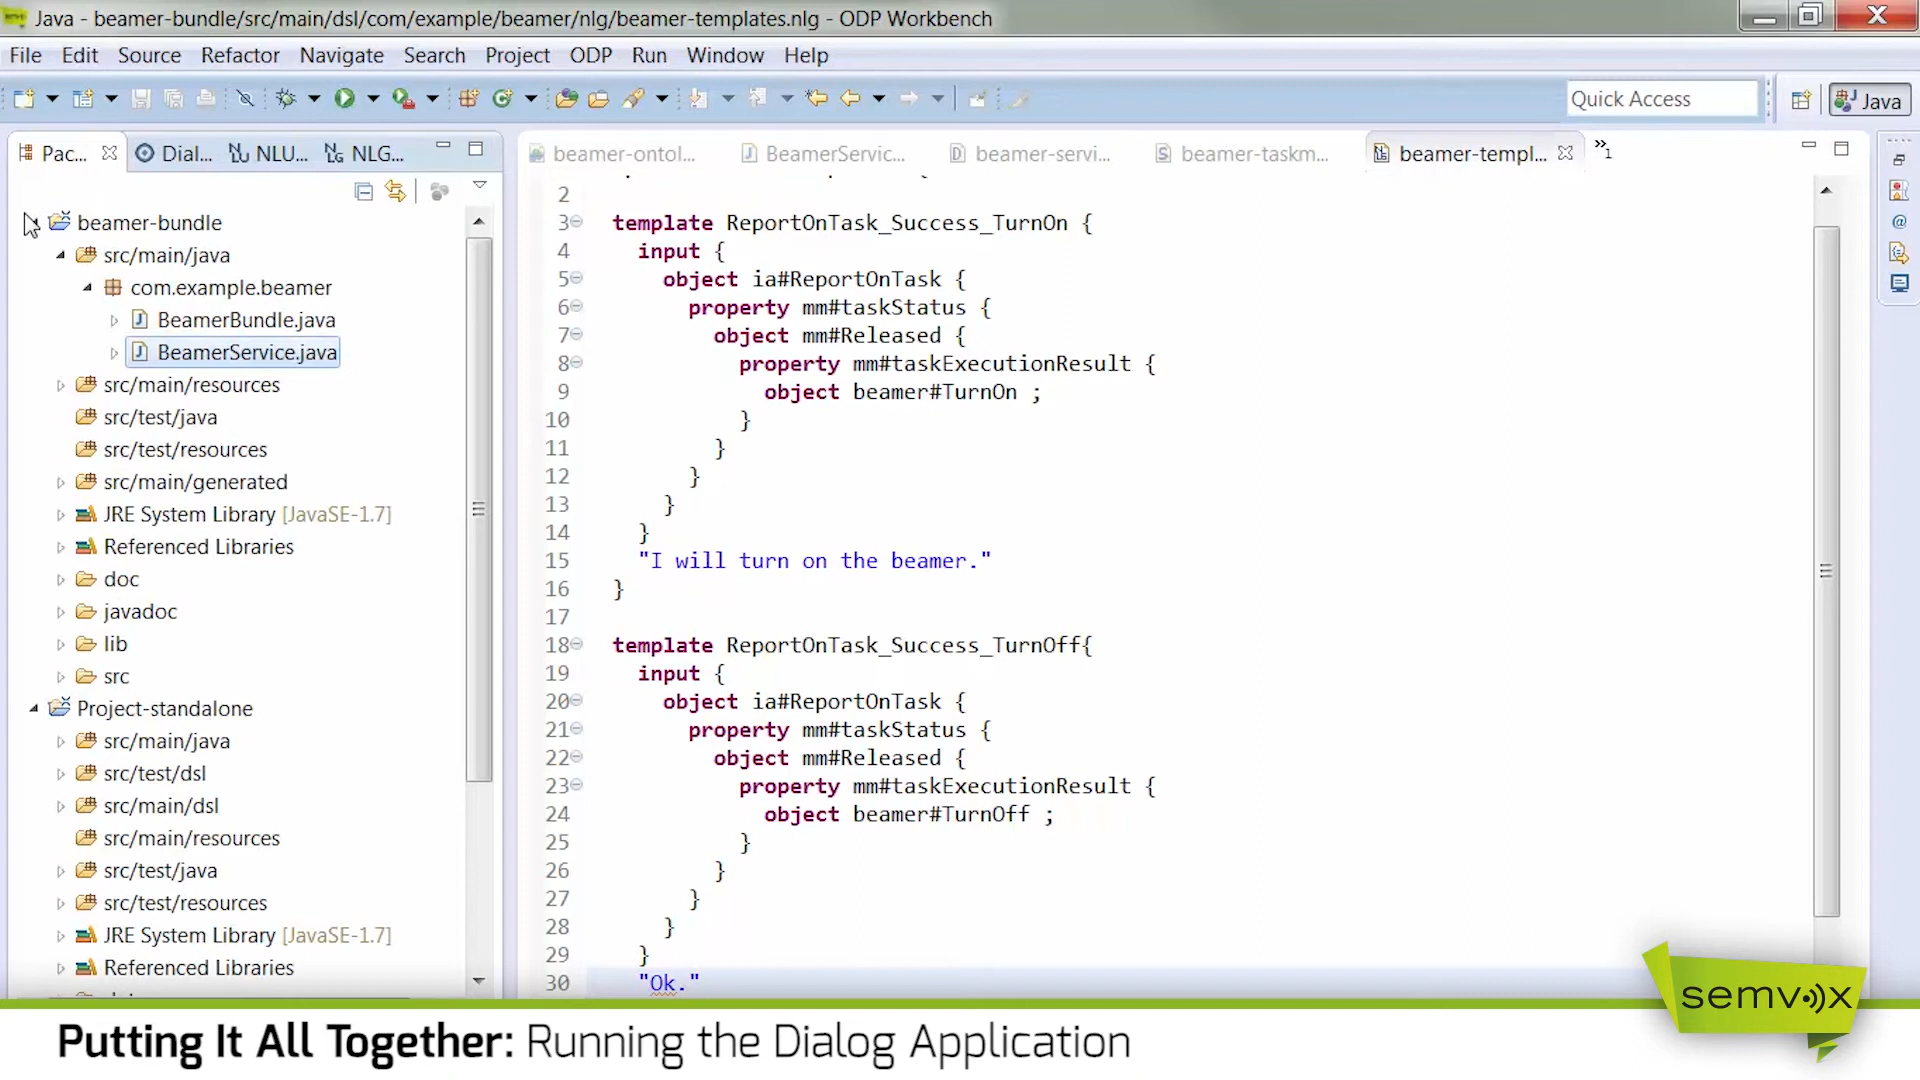 Java - beamer-bundle/src/main/dsl/com/example/beamer/nlg/beamer-templates.nlg - ODP Workbench
File Edit Source Refactor Navigate Search Project ODP Run Window Help
Quick Access Java
Pac... Dial... NLU... NLG...
beamer-ontol... BeamerServic... beamer-servi... beamer-taskm... beamer-templ... »1
beamer-bundle
src/main/java
com.example.beamer
BeamerBundle.java
BeamerService.java
src/main/resources
src/test/java
src/test/resources
src/main/generated
JRE System Library [JavaSE-1.7]
Referenced Libraries
doc
javadoc
lib
src
Project-standalone
src/main/java
src/test/dsl
src/main/dsl
src/main/resources
src/test/java
src/test/resources
JRE System Library [JavaSE-1.7]
Referenced Libraries
2
3 template ReportOnTask_Success_TurnOn {
4 input {
5 object ia#ReportOnTask {
6 property mm#taskStatus {
7 object mm#Released {
8 property mm#taskExecutionResult {
9 object beamer#TurnOn ;
10 }
11 }
12 }
13 }
14 }
15 "I will turn on the beamer."
16 }
17
18 template ReportOnTask_Success_TurnOff{
19 input {
20 object ia#ReportOnTask {
21 property mm#taskStatus {
22 object mm#Released {
23 property mm#taskExecutionResult {
24 object beamer#TurnOff ;
25 }
26 }
27 }
28 }
29 }
30 "Ok."
semvox
Putting It All Together: Running the Dialog Application